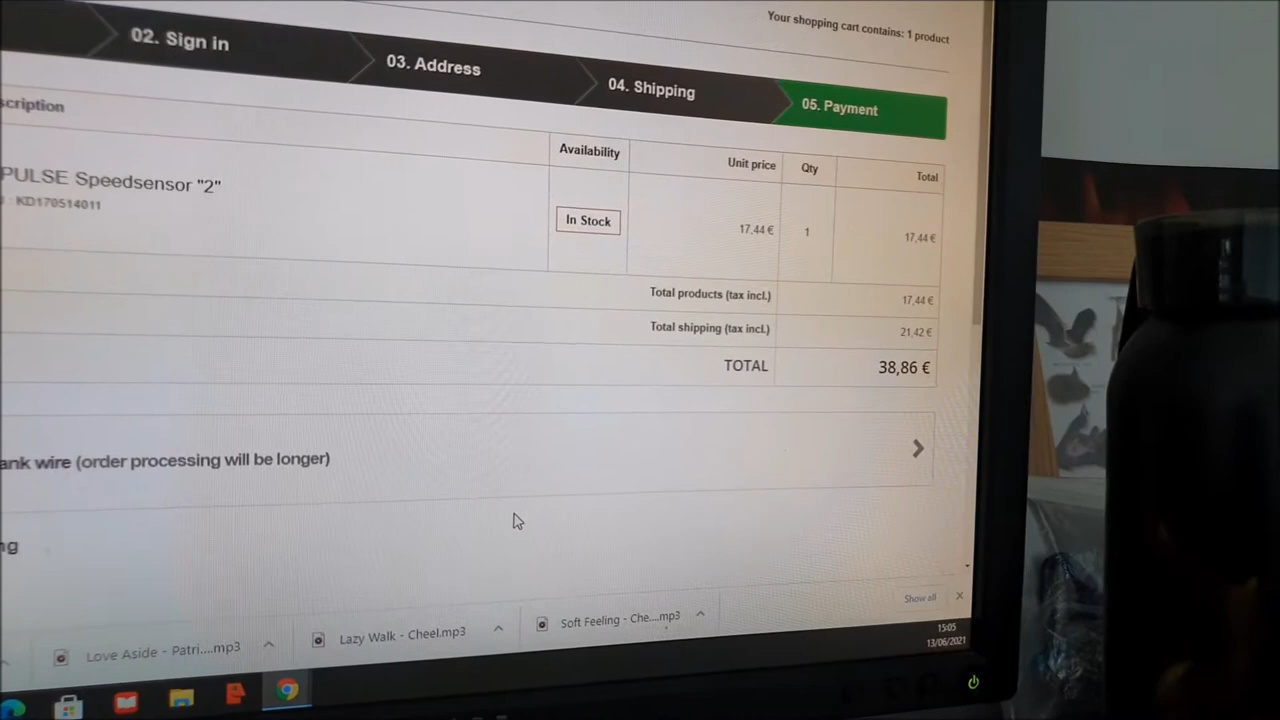 Your shopping cart contains: 1 product
02. Sign in
03. Address
04. Shipping
05. Payment
scription
Availability
Unit price
Qty
Total
PULSE Speedsensor "2"
: KD170514011
In Stock
17,44 €
1
17,44 €
Total products (tax incl.)
17,44 €
Total shipping (tax incl.)
21,42 €
TOTAL
38,86 €
ank wire (order processing will be longer)
ng
Show all
Love Aside - Patri....mp3
Lazy Walk - Cheel.mp3
Soft Feeling - Che....mp3
15:05
13/06/2021